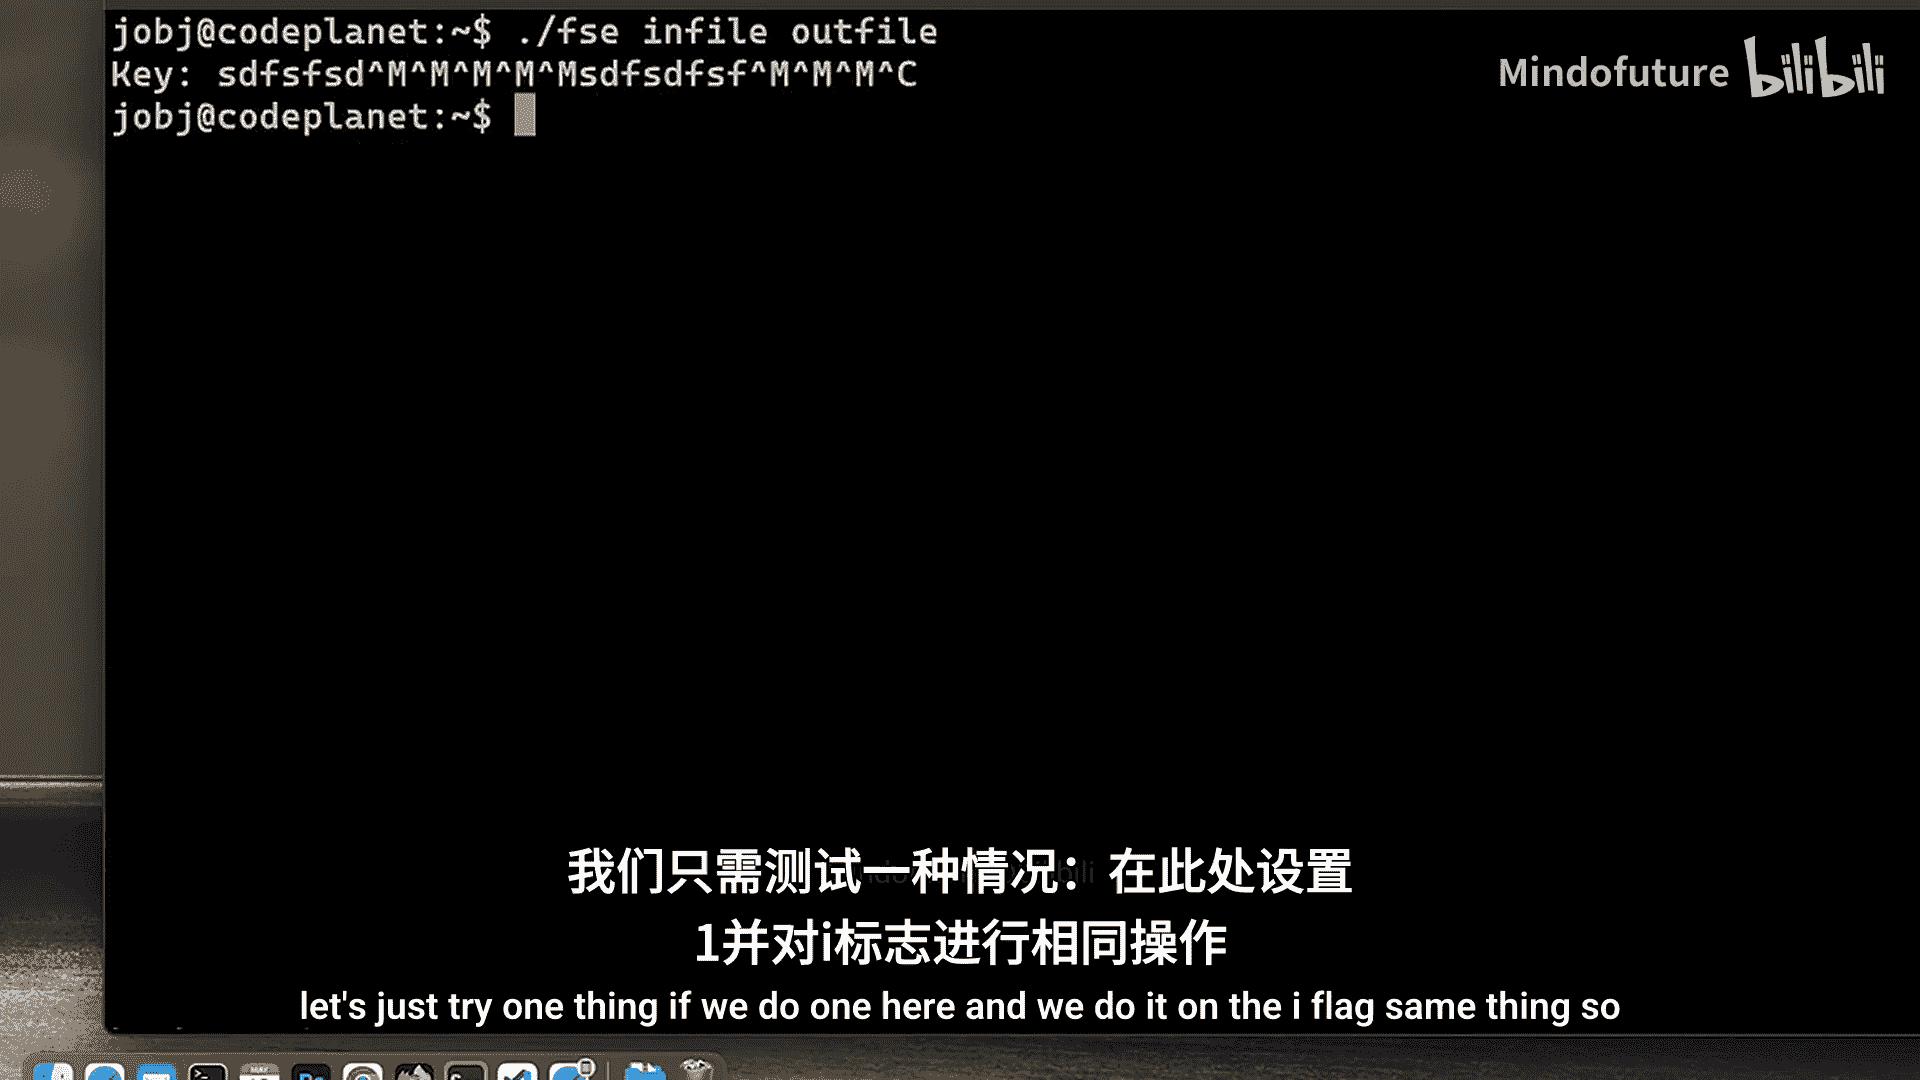 jobj@codeplanet:~$ ./fse infile outfile
Key: sdfsfsd^M^M^M^M^Msdfsdfsf^M^M^M^C
jobj@codeplanet:~$
Mindofuture bilibili
我们只需测试一种情况：在此处设置
1并对i标志进行相同操作
let's just try one thing if we do one here and we do it on the i flag same thing so